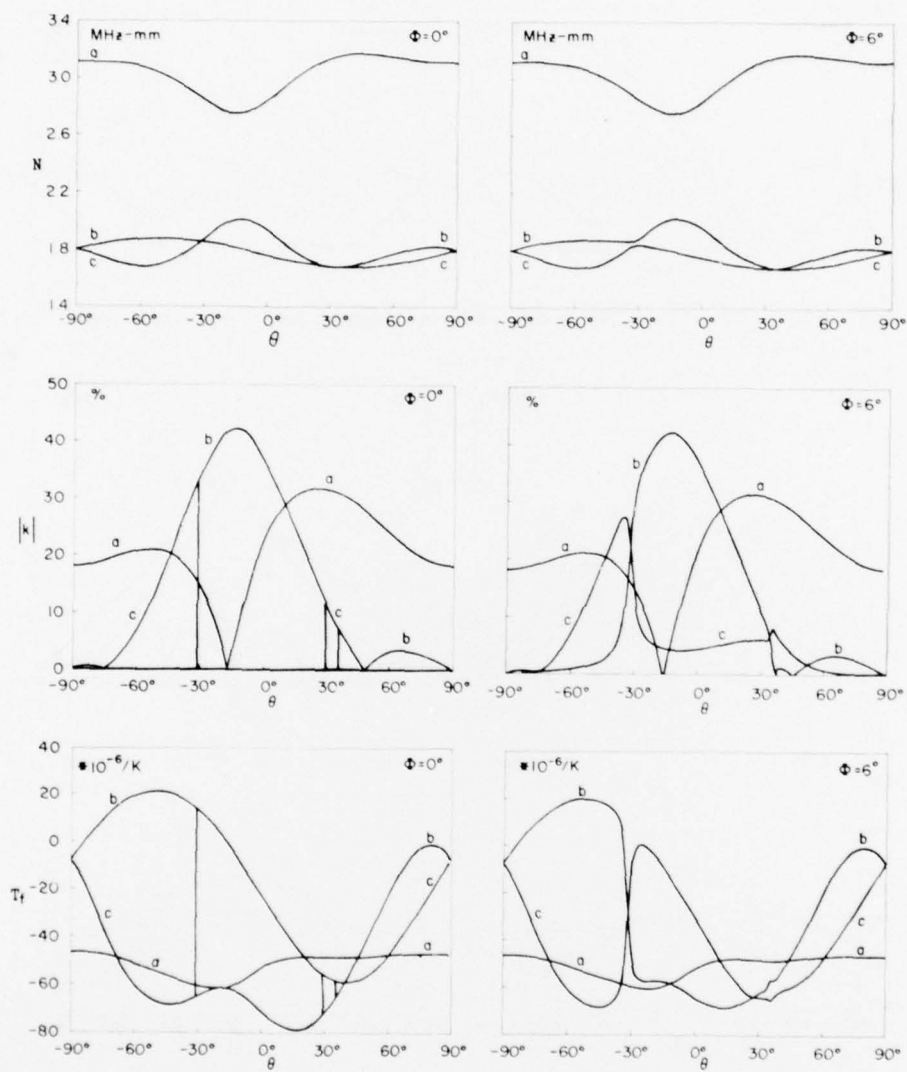 3.4 MHz-mm Φ=0° MHz-mm Φ=6°
a a
3.0
2.6
N
2.2
b b b b
1.8
c c c c
1.4
-90° -60° -30° 0° 30° 60° 90° -90° -60° -30° 0° 30° 60° 90°
θ θ
50 % Φ=0° % Φ=6°
40 b b
a a
30
|k|
20 a a
c c c c
10 b b
0
-90° -60° -30° 0° 30° 60° 90° -90° -60° -30° 0° 30° 60° 90°
θ θ
40 *10⁻⁶/K Φ=0° *10⁻⁶/K Φ=6°
20 b b
0 b b
-20
Tf c c
c c
-40
a a a a
-60
-80
-90° -60° -30° 0° 30° 60° 90° -90° -60° -30° 0° 30° 60° 90°
θ θ